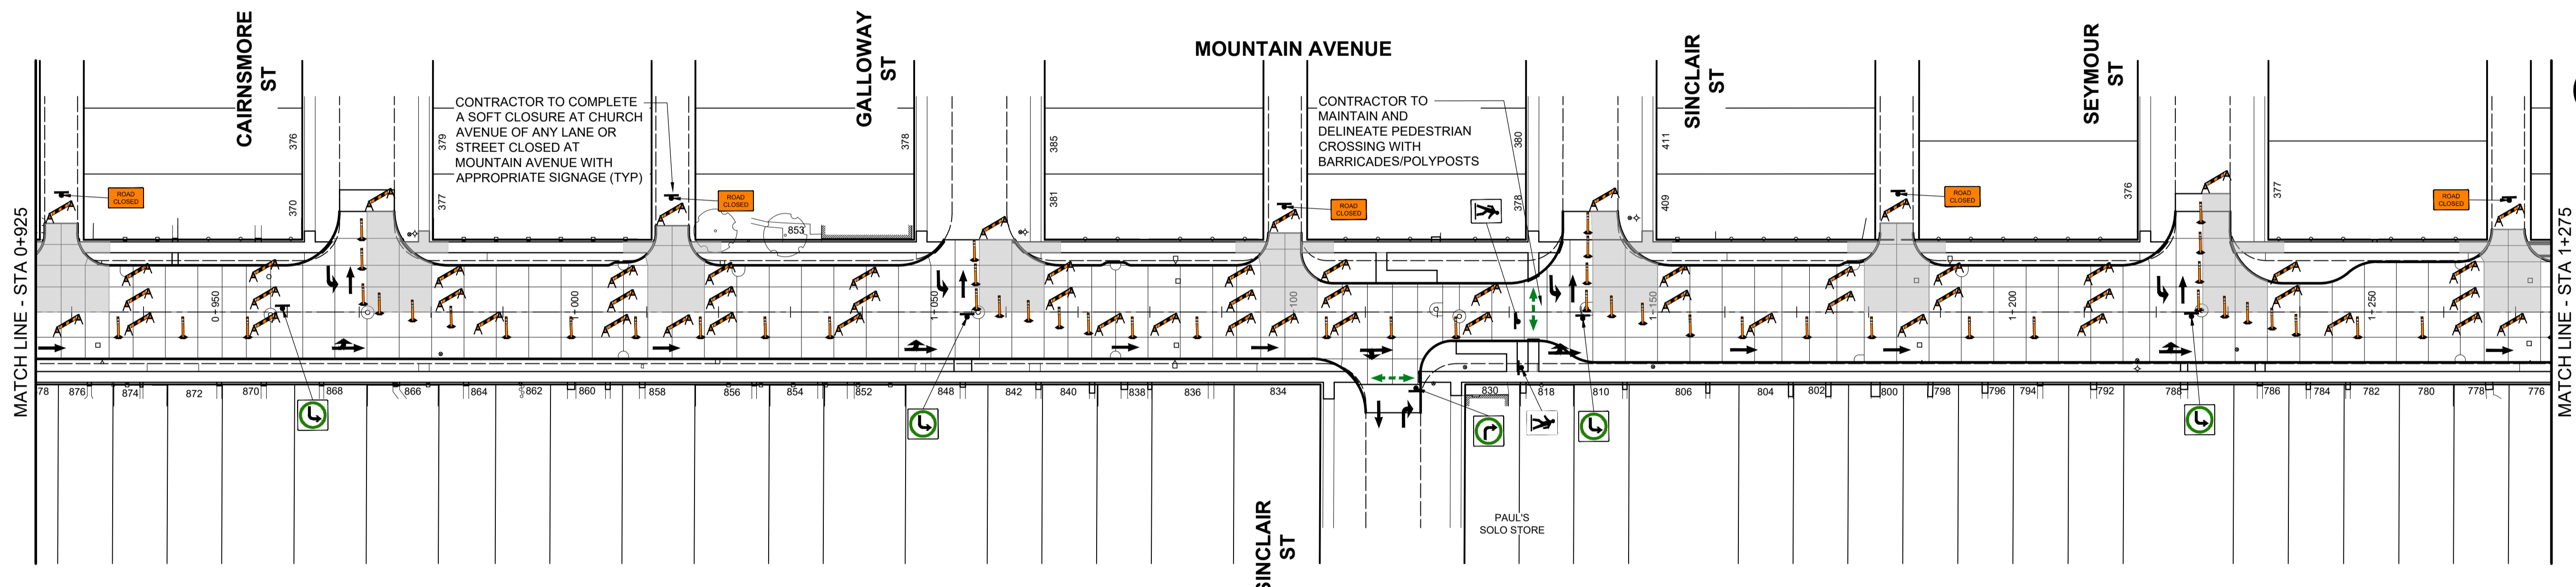 MOUNTAIN AVENUE
CAIRNSMORE
ST
GALLOWAY
ST
SINCLAIR
ST
SEYMOUR
ST
CONTRACTOR TO COMPLETE
A SOFT CLOSURE AT CHURCH
AVENUE OF ANY LANE OR
STREET CLOSED AT
MOUNTAIN AVENUE WITH
APPROPRIATE SIGNAGE (TYP)
CONTRACTOR TO
MAINTAIN AND
DELINEATE PEDESTRIAN
CROSSING WITH
BARRICADES/POLYPOSTS
376
370
379
377
378
385
381
380
378
411
409
376
377
ROAD
CLOSED
ROAD
CLOSED
ROAD
CLOSED
ROAD
CLOSED
ROAD
CLOSED
853
MATCH LINE - STA 0+925
MATCH LINE - STA 1+275
0+950
1+000
1+050
1+100
1+150
1+200
1+250
78
876
874
872
870
868
866
864
862
860
858
856
854
852
848
842
840
838
836
834
830
818
810
806
804
802
800
798
796
794
792
788
786
784
782
780
778
776
PAUL'S
SOLO STORE
SINCLAIR
ST